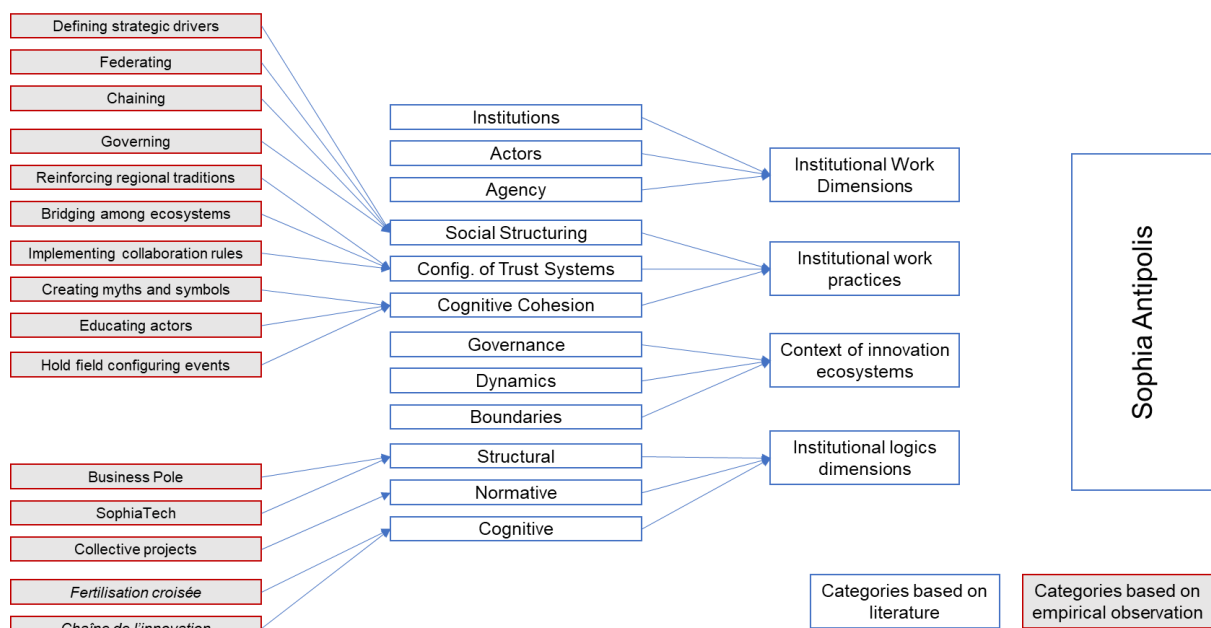 Defining strategic drivers
Federating
Chaining
Governing
Reinforcing regional traditions
Bridging among ecosystems
Implementing collaboration rules
Creating myths and symbols
Educating actors
Hold field configuring events
Business Pole
SophiaTech
Collective projects
Fertilisation croisée
Chaîne de l'innovation
Institutions
Actors
Agency
Social Structuring
Config. of Trust Systems
Cognitive Cohesion
Governance
Dynamics
Boundaries
Structural
Normative
Cognitive
Institutional Work
Dimensions
Institutional work
practices
Context of innovation
ecosystems
Institutional logics
dimensions
Sophia Antipolis
Categories based on
literature
Categories based on
empirical observation